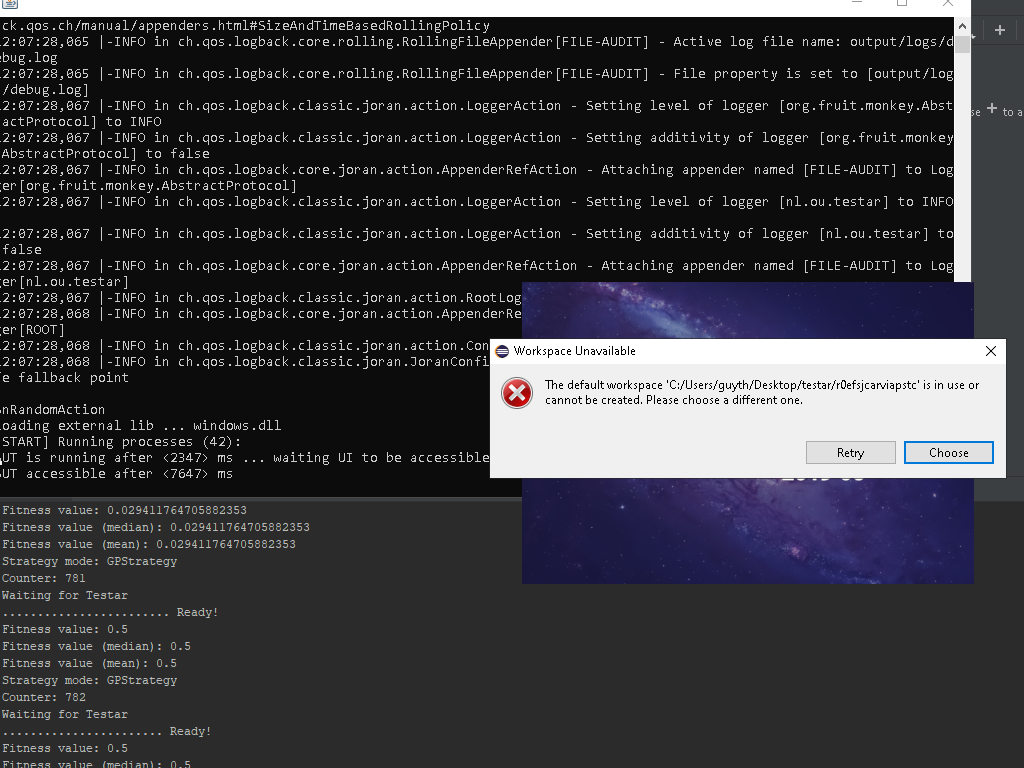 ck.qos.ch/manual/appenders.html#SizeAndTimeBasedRollingPolicy
12:07:28,065 |-INFO in ch.qos.logback.core.rolling.RollingFileAppender[FILE-AUDIT] - Active log file name: output/logs/d
ebug.log
12:07:28,065 |-INFO in ch.qos.logback.core.rolling.RollingFileAppender[FILE-AUDIT] - File property is set to [output/log
/debug.log]
12:07:28,067 |-INFO in ch.qos.logback.classic.joran.action.LoggerAction - Setting level of logger [org.fruit.monkey.Abst
actProtocol] to INFO
12:07:28,067 |-INFO in ch.qos.logback.classic.joran.action.LoggerAction - Setting additivity of logger [org.fruit.monkey
AbstractProtocol] to false
12:07:28,067 |-INFO in ch.qos.logback.core.joran.action.AppenderRefAction - Attaching appender named [FILE-AUDIT] to Log
ger[org.fruit.monkey.AbstractProtocol]
12:07:28,067 |-INFO in ch.qos.logback.classic.joran.action.LoggerAction - Setting level of logger [nl.ou.testar] to INFO
12:07:28,067 |-INFO in ch.qos.logback.classic.joran.action.LoggerAction - Setting additivity of logger [nl.ou.testar] to
false
12:07:28,067 |-INFO in ch.qos.logback.core.joran.action.AppenderRefAction - Attaching appender named [FILE-AUDIT] to Log
ger[nl.ou.testar]
12:07:28,067 |-INFO in ch.qos.logback.classic.joran.action.RootLog
12:07:28,068 |-INFO in ch.qos.logback.core.joran.action.AppenderRe
ger[ROOT]
12:07:28,068 |-INFO in ch.qos.logback.classic.joran.action.Con
12:07:28,068 |-INFO in ch.qos.logback.classic.joran.JoranConfi
e fallback point
nRandomAction
oading external lib ... windows.dll
START] Running processes (42):
UT is running after <2347> ms ... waiting UI to be accessible
UT accessible after <7647> ms
se + to a
Workspace Unavailable
The default workspace 'C:/Users/guyth/Desktop/testar/r0efsjcarviapstc' is in use or
cannot be created. Please choose a different one.
Retry
Choose
Fitness value: 0.029411764705882353
Fitness value (median): 0.029411764705882353
Fitness value (mean): 0.029411764705882353
Strategy mode: GPStrategy
Counter: 781
Waiting for Testar
........................ Ready!
Fitness value: 0.5
Fitness value (median): 0.5
Fitness value (mean): 0.5
Strategy mode: GPStrategy
Counter: 782
Waiting for Testar
....................... Ready!
Fitness value: 0.5
Fitness value (median): 0.5